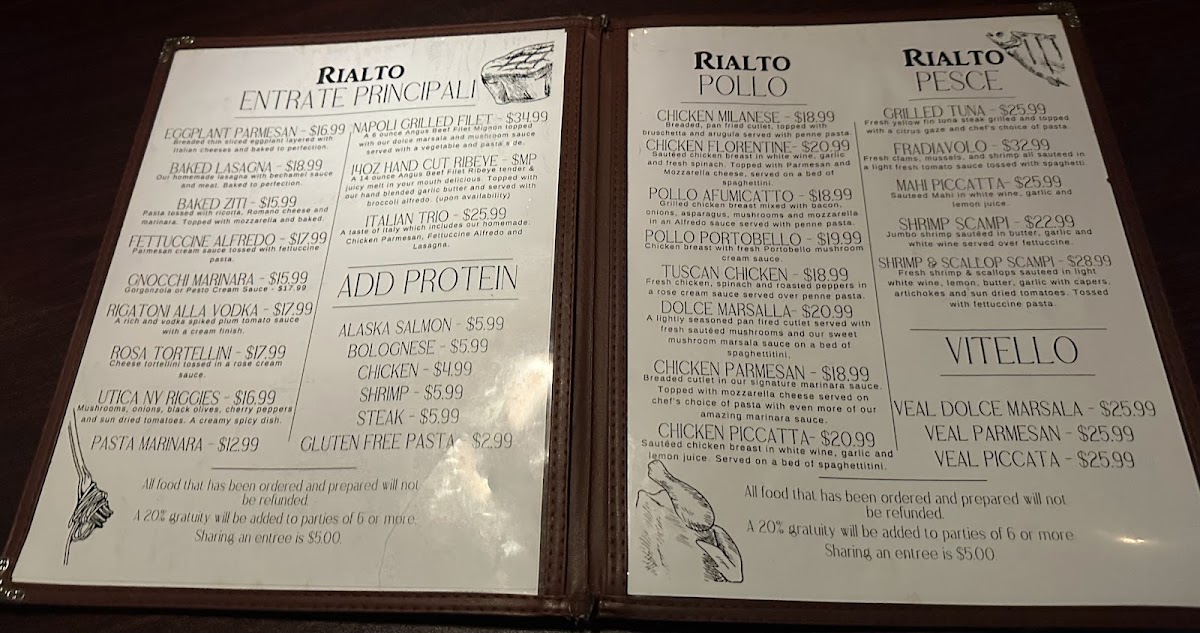 RIALTO
ENTRATE PRINCIPALI
EGGPLANT PARMESAN - $16.99
Breaded thin sliced eggplant layered with
Italian cheeses and baked to perfection.
BAKED LASAGNA - $18.99
Our homemade lasagna with bechamel sauce
and meat. Baked to perfection.
BAKED ZITI - $15.99
Pasta tossed with ricotta, Romano cheese and
marinara. Topped with mozzarella and baked.
FETTUCCINE ALFREDO - $17.99
Parmesan cream sauce tossed with fettuccine
pasta.
GNOCCHI MARINARA - $15.99
Gorgonzola or Pesto Cream Sauce - $17.99
RIGATONI ALLA VODKA - $17.99
A rich and vodka spiked plum tomato sauce
with a cream finish.
ROSA TORTELLINI - $17.99
Cheese tortellini tossed in a rose cream
sauce.
UTICA NY RIGGIES - $16.99
Mushrooms, onions, black olives, cherry peppers
and sun dried tomatoes. A creamy spicy dish.
PASTA MARINARA - $12.99
NAPOLI GRILLED FILET - $34.99
A 6 ounce Angus Beef Filet Mignon topped
with our dolce marsala and mushroom sauce
served with a vegetable and pasta side.
14OZ HAND CUT RIBEYE - $MP
A 14 ounce Angus Beef Filet Ribeye tender &
juicy melt in your mouth delicious. Topped with
our hand blended garlic butter and served with
broccoli alfredo. (upon availability)
ITALIAN TRIO - $25.99
A taste of Italy which includes our homemade:
Chicken Parmesan, Fettuccine Alfredo and
Lasagna.
ADD PROTEIN
ALASKA SALMON - $5.99
BOLOGNESE - $5.99
CHICKEN - $4.99
SHRIMP - $5.99
STEAK - $5.99
GLUTEN FREE PASTA - $2.99
All food that has been ordered and prepared will not
be refunded.
A 20% gratuity will be added to parties of 6 or more.
Sharing an entree is $5.00.
RIALTO
POLLO
CHICKEN MILANESE - $18.99
Breaded, pan fried cutlet, topped with
bruschetta and arugula served with penne pasta.
CHICKEN FLORENTINE- $20.99
Sautéed chicken breast in white wine, garlic
and fresh spinach. Topped with Parmesan and
Mozzarella cheese, served on a bed of
spaghettini.
POLLO AFUMICATTO - $18.99
Grilled chicken breast mixed with bacon,
onions, asparagus, mushrooms and mozzarella
in an Alfredo sauce served with penne pasta.
POLLO PORTOBELLO - $19.99
Chicken breast with fresh Portobello mushroom
cream sauce.
TUSCAN CHICKEN - $18.99
Fresh chicken, spinach and roasted peppers in
a rose cream sauce served over penne pasta.
DOLCE MARSALLA- $20.99
A lightly seasoned pan fired cutlet served with
fresh sautéed mushrooms and our sweet
mushroom marsala sauce on a bed of
spaghettitini.
CHICKEN PARMESAN - $18.99
Breaded cutlet in our signature marinara sauce.
Topped with mozzarella cheese served on
chef's choice of pasta with even more of our
amazing marinara sauce.
CHICKEN PICCATTA- $20.99
Sautéed chicken breast in white wine, garlic and
lemon juice. Served on a bed of spaghettitini.
RIALTO
PESCE
GRILLED TUNA - $25.99
Fresh yellow fin tuna steak grilled and topped
with a citrus gaze and chef's choice of pasta.
FRADIAVOLO - $32.99
Fresh clams, mussels, and shrimp all sauteed in
a light fresh tomato sauce tossed with spaghetti.
MAHI PICCATTA- $25.99
Sauteed Mahi in white wine, garlic and
lemon juice.
SHRIMP SCAMPI - $22.99
Jumbo shrimp sautéed in butter, garlic and
white wine served over fettuccine.
SHRIMP & SCALLOP SCAMPI - $28.99
Fresh shrimp & scallops sauteed in light
white wine, lemon, butter, garlic with capers,
artichokes and sun dried tomatoes. Tossed
with fettuccine pasta.
VITELLO
VEAL DOLCE MARSALA - $25.99
VEAL PARMESAN - $25.99
VEAL PICCATA - $25.99
All food that has been ordered and prepared will not
be refunded.
A 20% gratuity will be added to parties of 6 or more.
Sharing an entree is $5.00